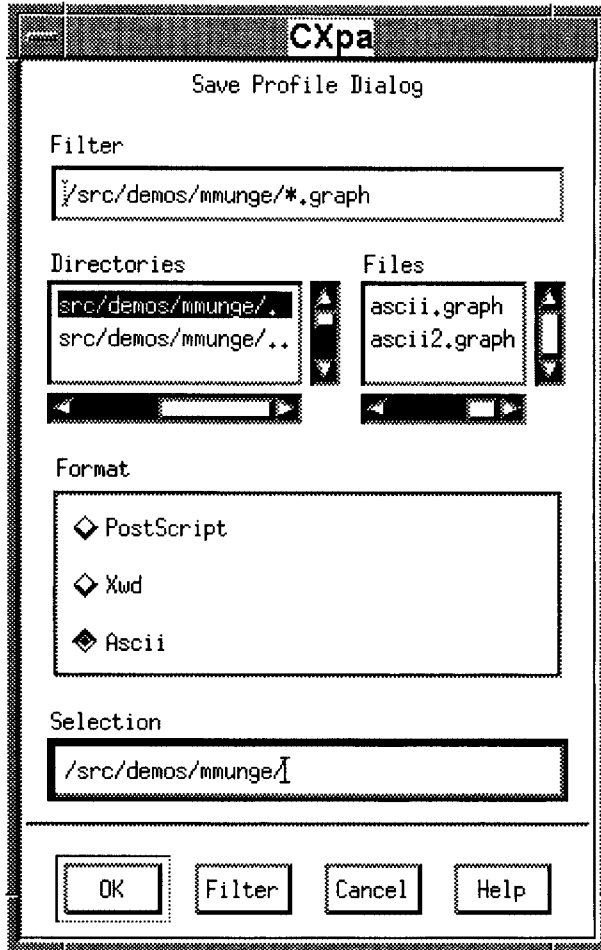 CXpa
Save Profile Dialog
Filter
/src/demos/mmunge/*.graph
Directories
src/demos/mmunge/.
src/demos/mmunge/..
Files
ascii.graph
ascii2.graph
Format
PostScript
Xwd
Ascii
Selection
/src/demos/mmunge/
OK
Filter
Cancel
Help